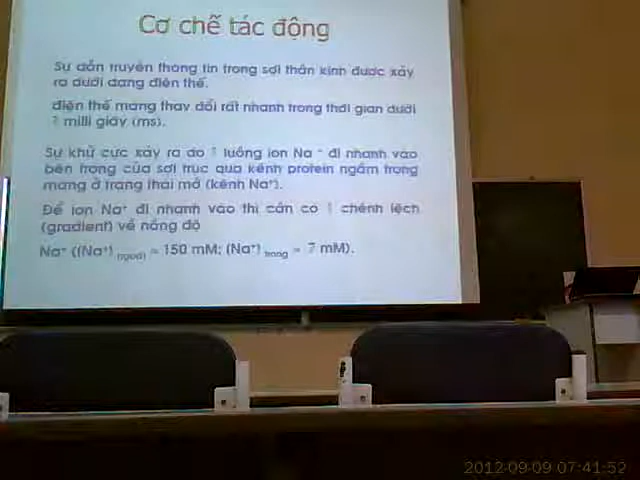 Cơ chế tác động
Sự dẫn truyền thông tin trong sợi thần kinh được xảy
ra dưới dạng điện thế.
điện thế màng thay đổi rất nhanh trong thời gian dưới
1 milli giây (ms).
Sự khử cực xảy ra do 1 luồng ion Na + đi nhanh vào
bên trong của sợi trục qua kênh protein ngầm trong
màng ở trạng thái mở (kênh Na+).
Để ion Na+ đi nhanh vào thì cần có 1 chênh lệch
(gradient) về nồng độ
Na+ ((Na+) ngoài = 150 mM; (Na+) trong = 7 mM).
2012-09-09 07:41:52